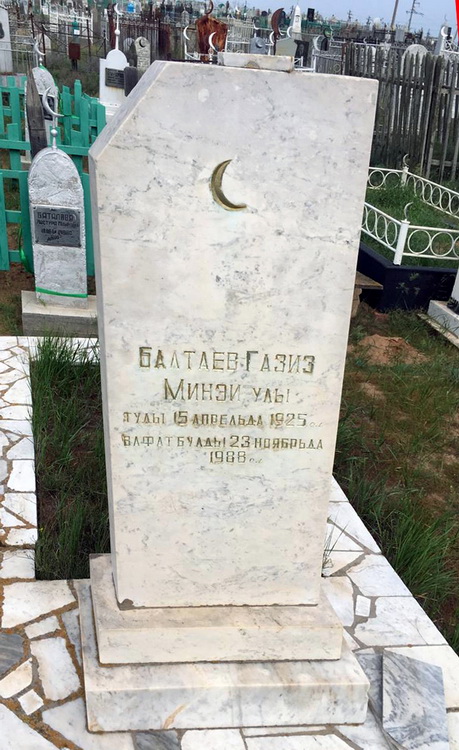 БАЛТАЕВ ГАЗИЗ
МИНЭИ УЛЫ
ТУДЫ 15 АПРЕЛЬДА 1925 г.
ВАФАТ БУЛДЫ 23 НОЯБРЬДА
1988 г.